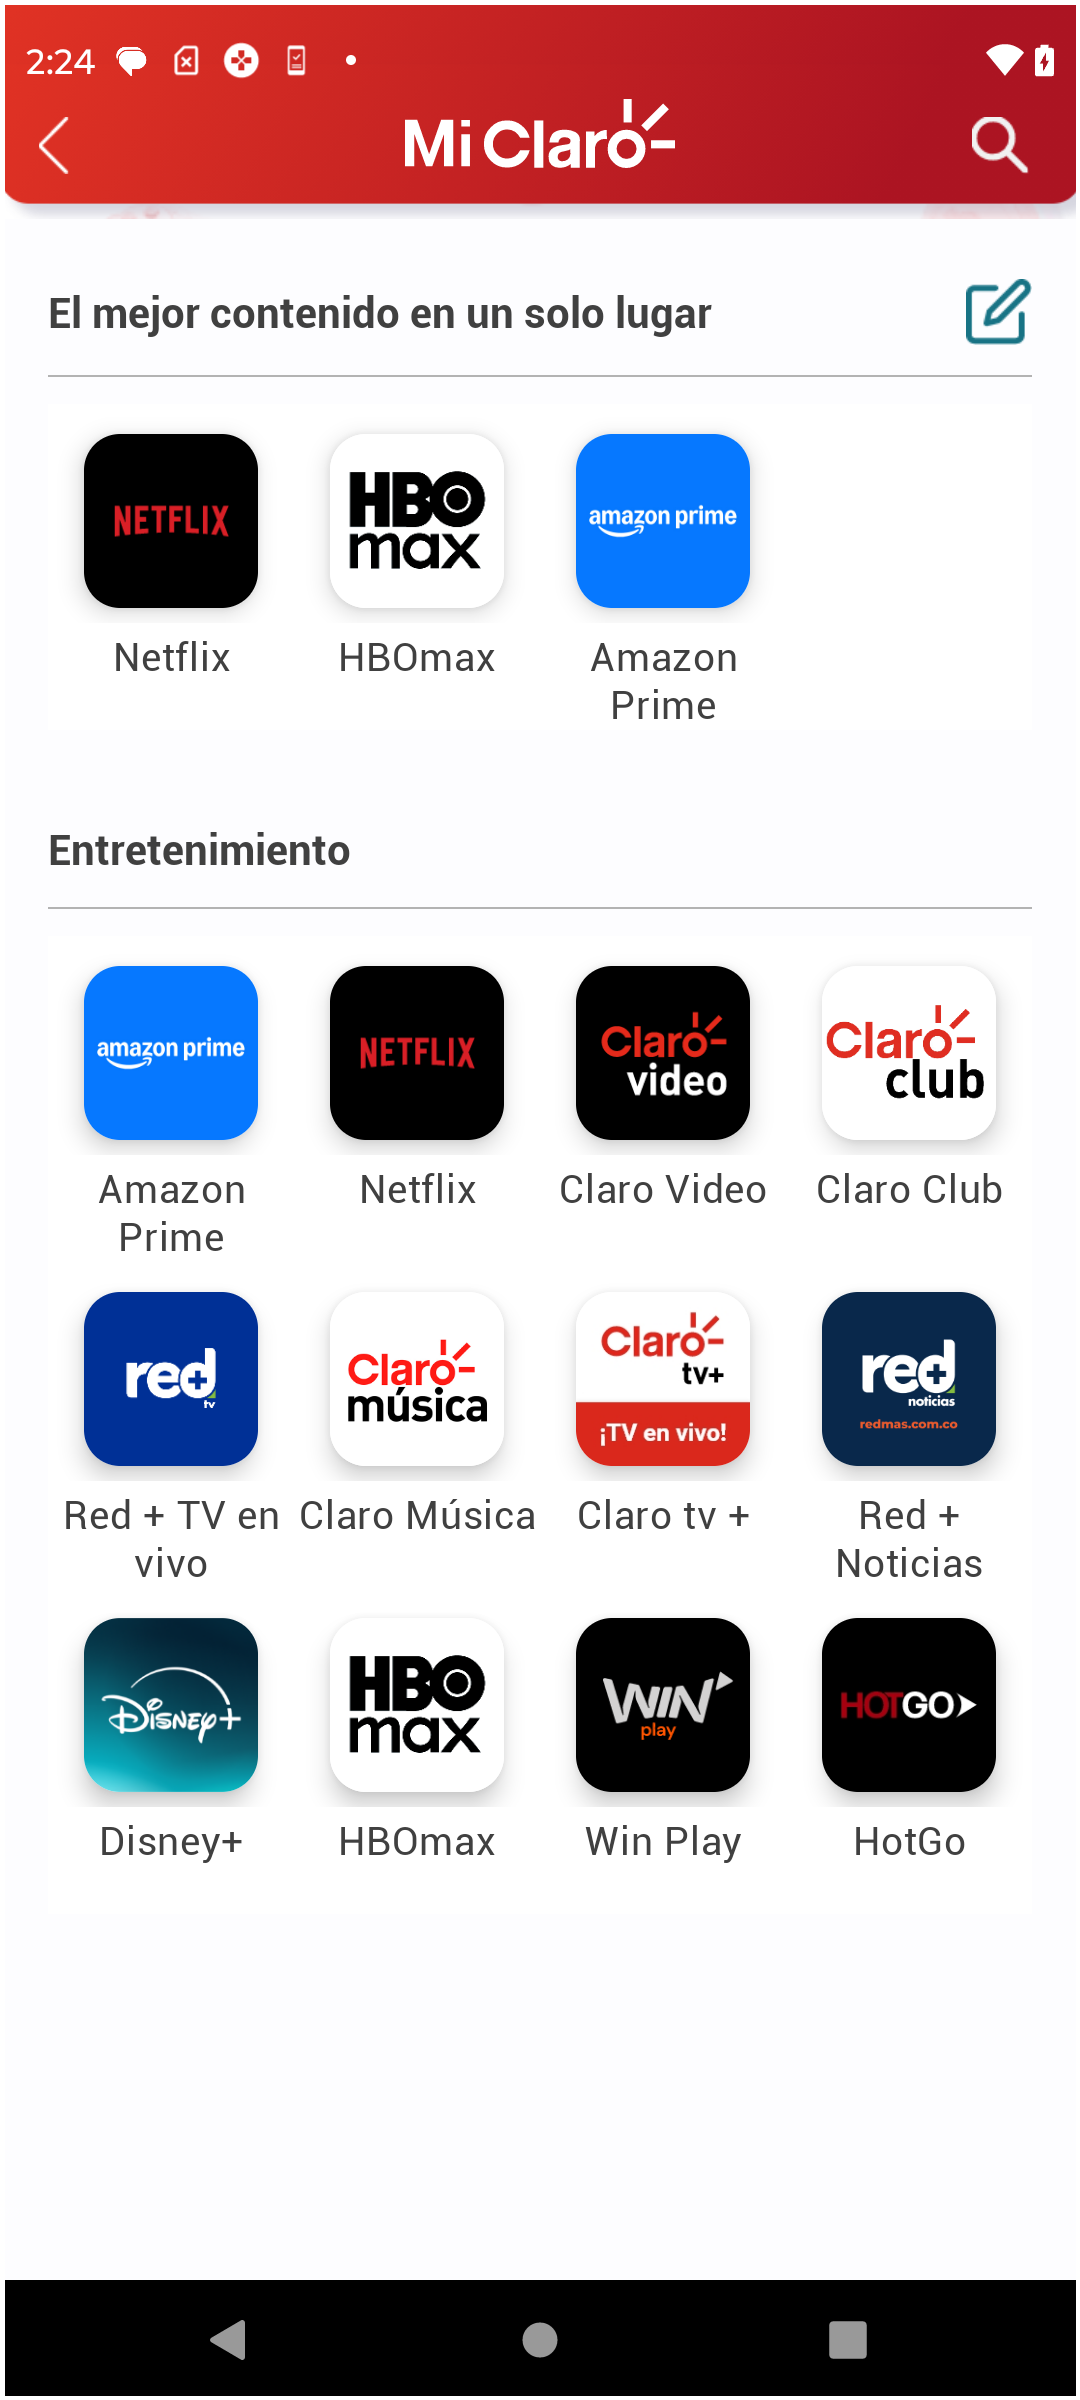 2:24
Mi Claro
El mejor contenido en un solo lugar
NETFLIX
HBO
max
amazon prime
Netflix
HBOmax
Amazon
Prime
Entretenimiento
amazon prime
NETFLIX
Claro
video
Claro
club
Amazon
Prime
Netflix
Claro Video
Claro Club
red+
tv
Claro
música
Claro
tv+
¡TV en vivo!
red+
noticias
redmas.com.co
Red + TV en
vivo
Claro Música
Claro tv +
Red +
Noticias
Disney+
HBO
max
WIN
play
HOTGO
Disney+
HBOmax
Win Play
HotGo